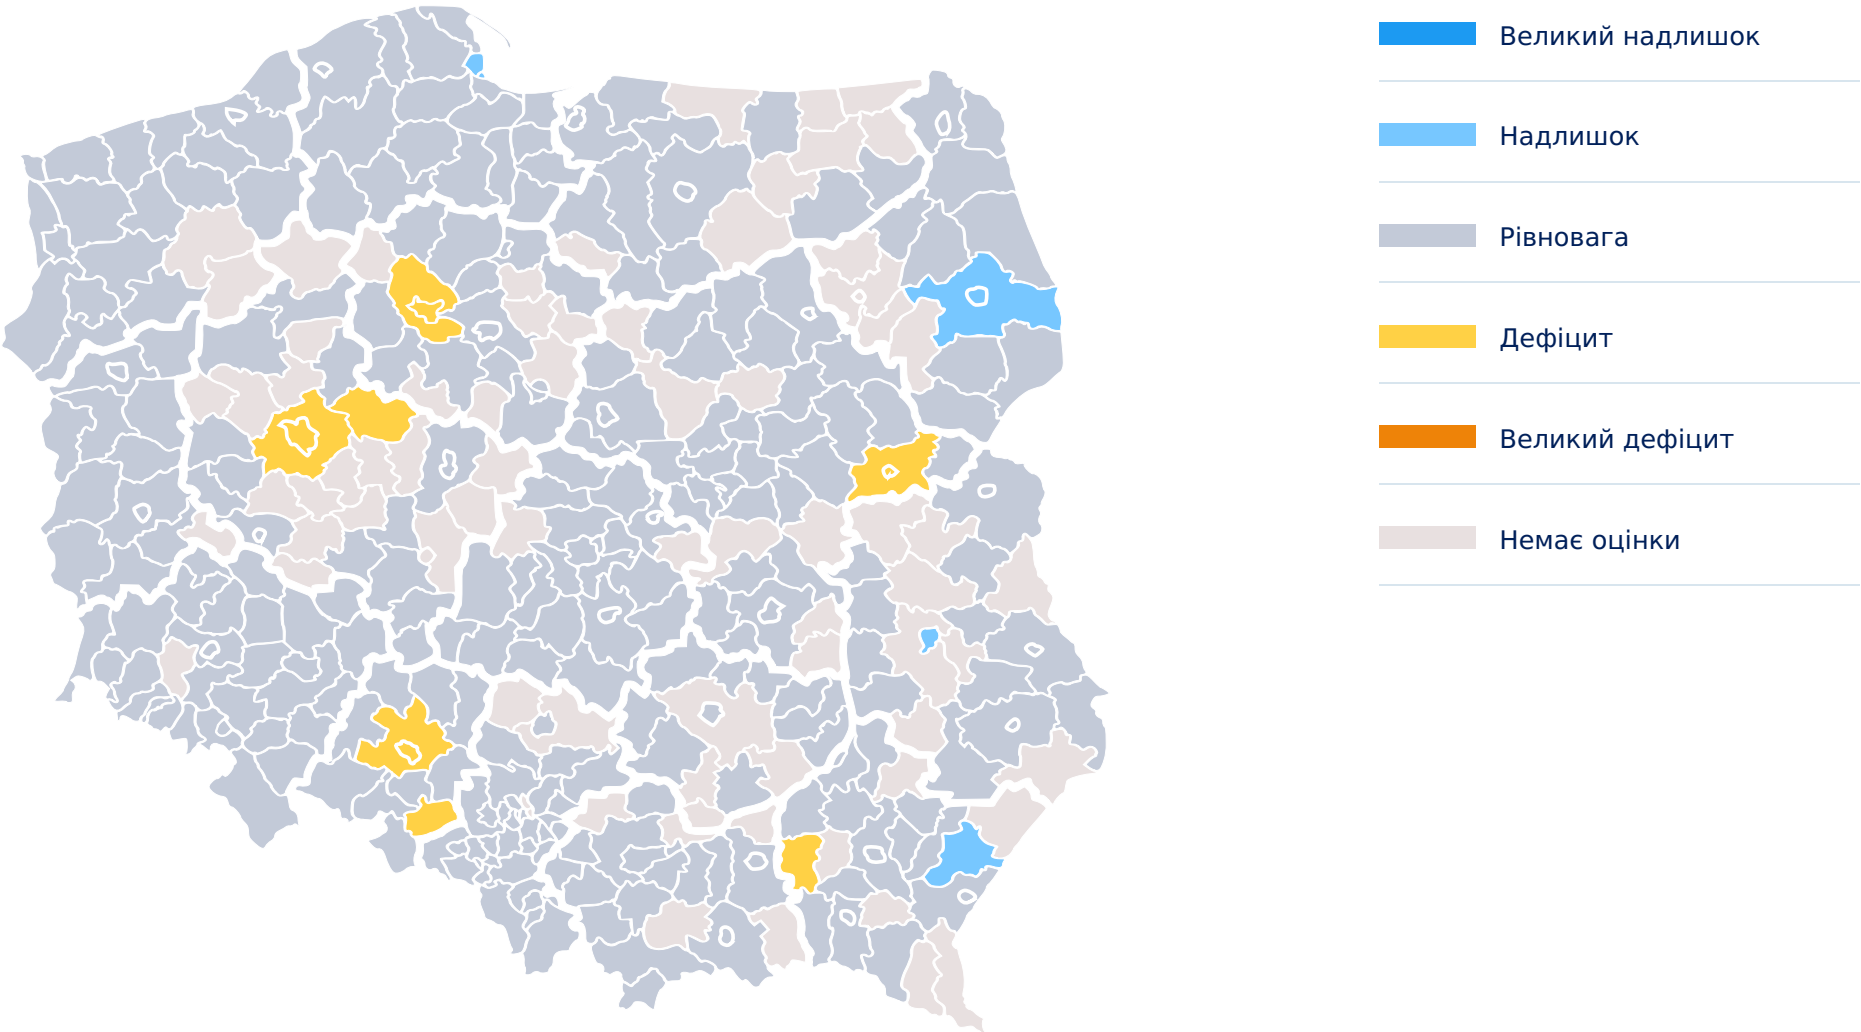 Великий надлишок
Надлишок
Рівновага
Дефіцит
Великий дефіцит
Немає оцінки